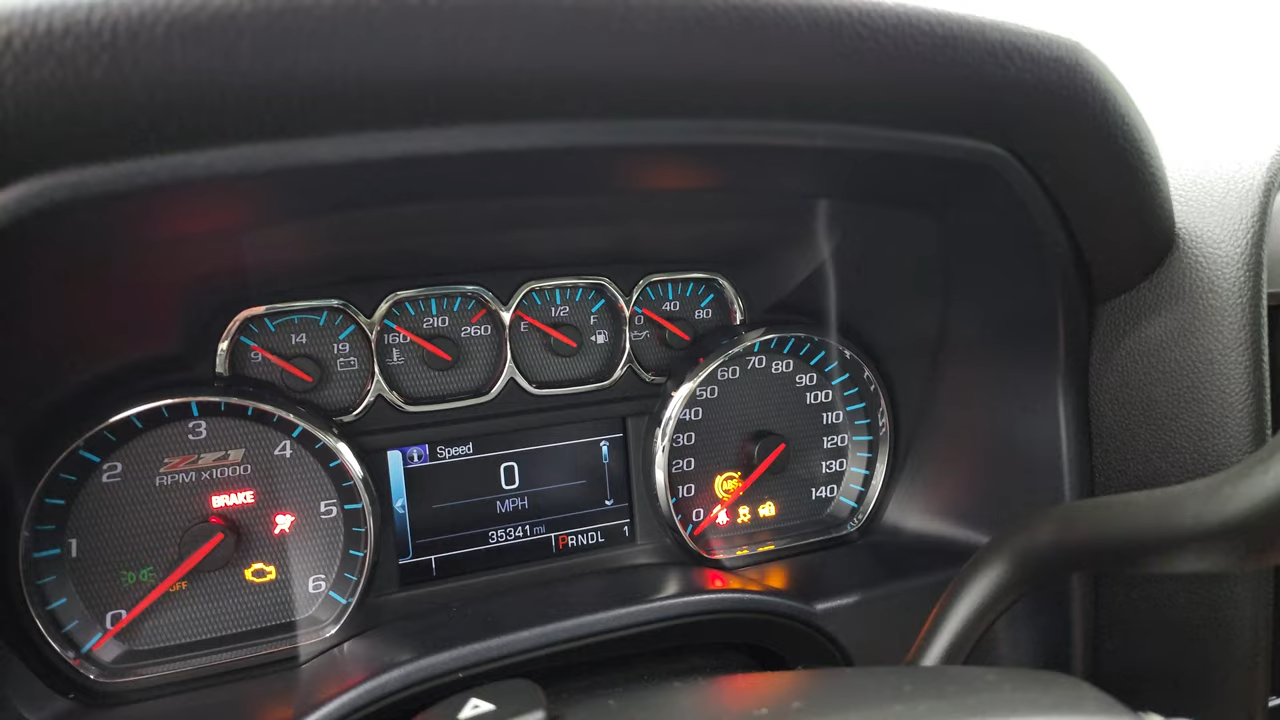 9 14 19
160 210 260
E 1/2 F
0 40 80
Z71
RPM X1000
0 1 2 3 4 5 6
BRAKE
OFF
Speed
0
MPH
35341 mi
PRNDL 1
0 10 20 30 40 50 60 70 80 90 100 110 120 130 140
ABS